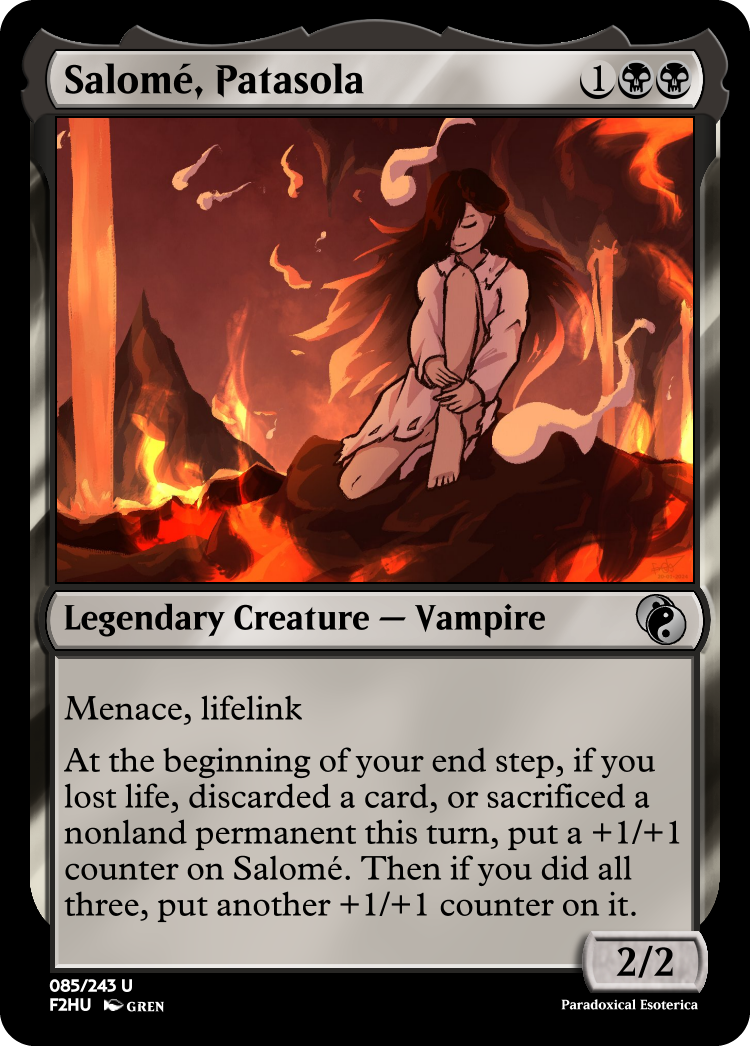 Salomé, Patasola
1
Legendary Creature — Vampire
Menace, lifelink
At the beginning of your end step, if you
lost life, discarded a card, or sacrificed a
nonland permanent this turn, put a +1/+1
counter on Salomé. Then if you did all
three, put another +1/+1 counter on it.
2/2
085/243 U
F2HU GREN
Paradoxical Esoterica